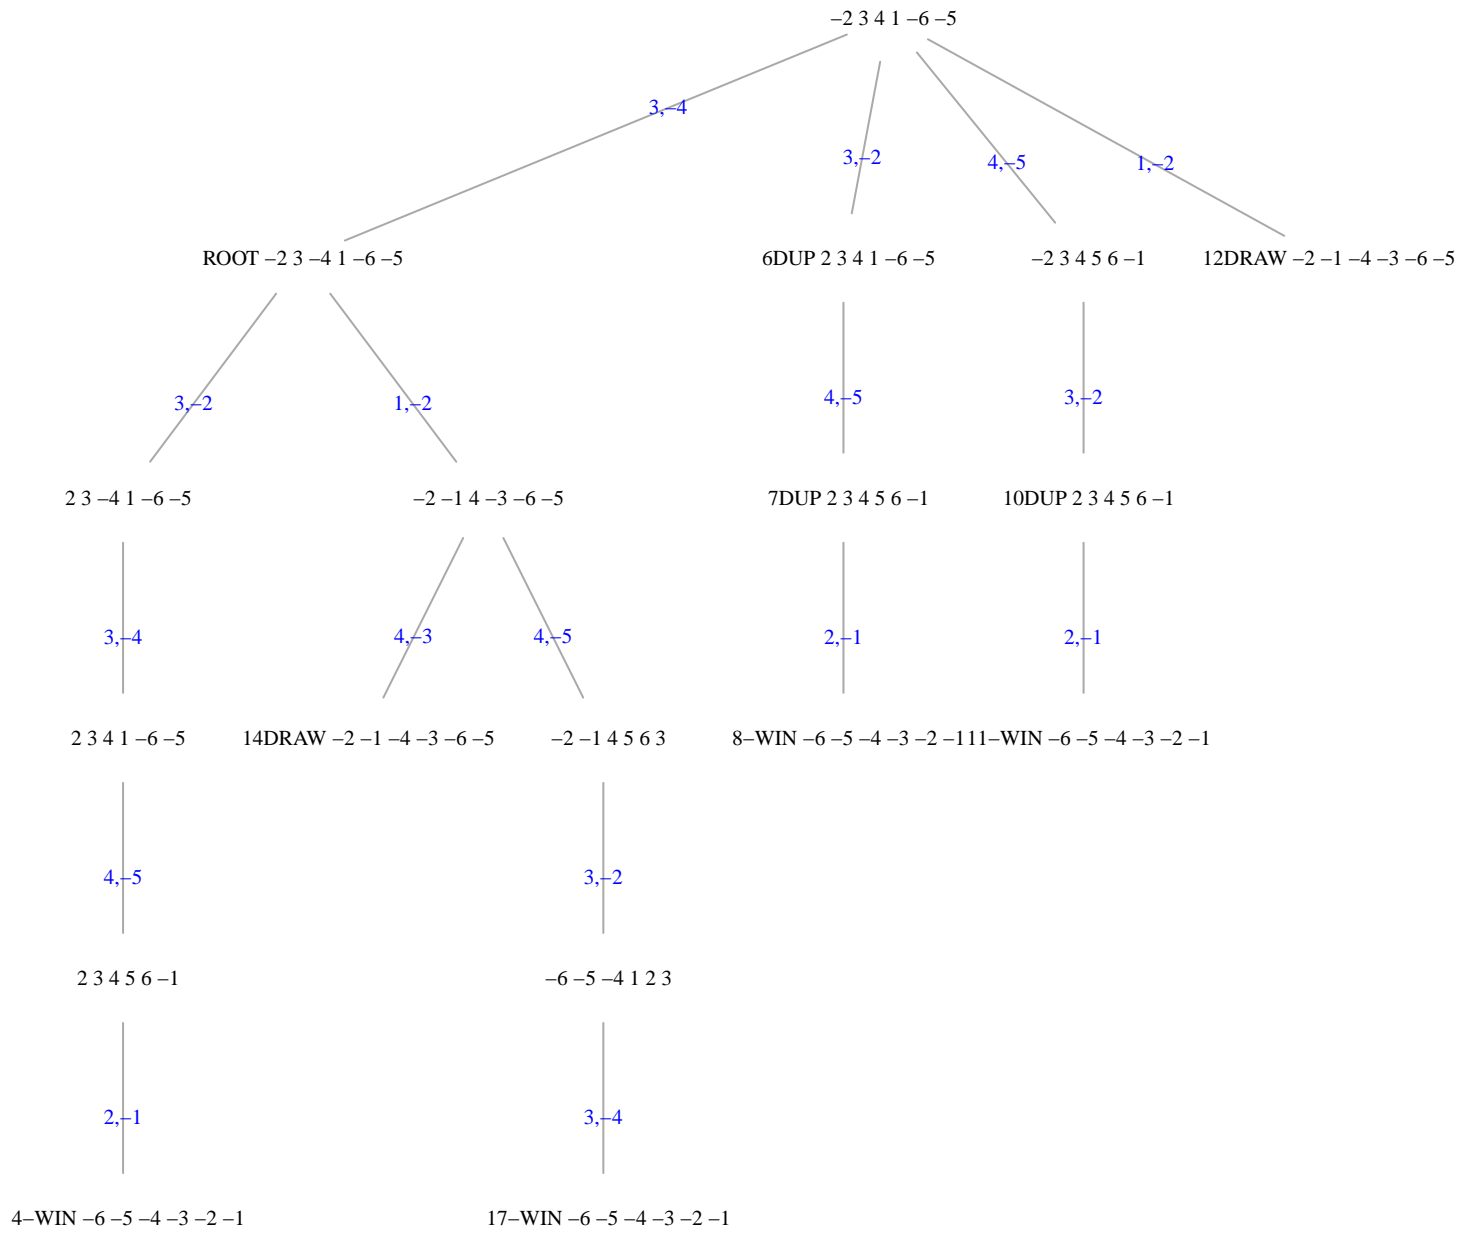 −2 3 4 1 −6 −5
3,−4
3,−2
4,−5
1,−2
ROOT −2 3 −4 1 −6 −5
6DUP 2 3 4 1 −6 −5
−2 3 4 5 6 −1
12DRAW −2 −1 −4 −3 −6 −5
3,−2
1,−2
4,−5
3,−2
2 3 −4 1 −6 −5
−2 −1 4 −3 −6 −5
7DUP 2 3 4 5 6 −1
10DUP 2 3 4 5 6 −1
3,−4
4,−3
4,−5
2,−1
2,−1
2 3 4 1 −6 −5
14DRAW −2 −1 −4 −3 −6 −5
−2 −1 4 5 6 3
8−WIN −6 −5 −4 −3 −2 −1
11−WIN −6 −5 −4 −3 −2 −1
4,−5
3,−2
2 3 4 5 6 −1
−6 −5 −4 1 2 3
2,−1
3,−4
4−WIN −6 −5 −4 −3 −2 −1
17−WIN −6 −5 −4 −3 −2 −1